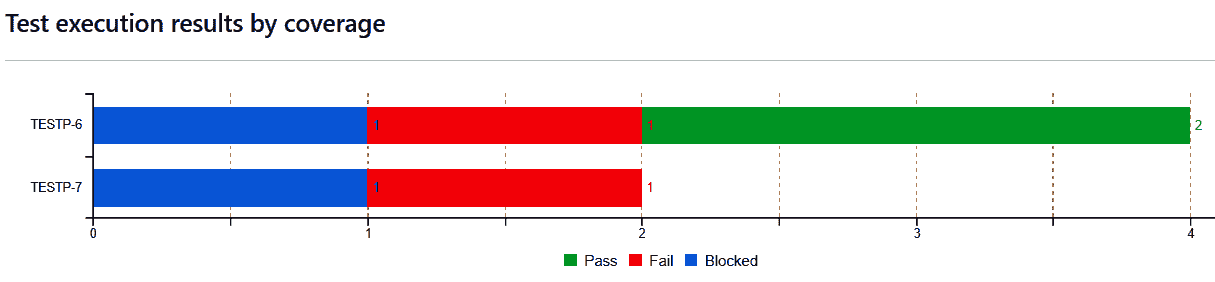 Test execution results by coverage
TESTP-6 1 1 2
TESTP-7 1 1
0 1 2 3 4
Pass Fail Blocked